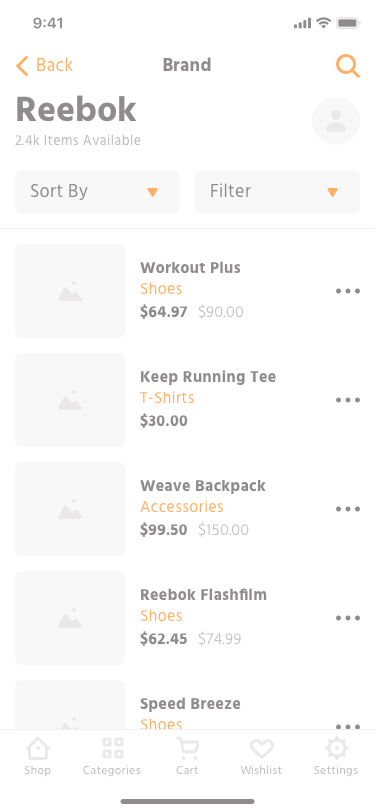 9:41
Back
Brand
Reebok
2.4k Items Available
Sort By
Filter
Workout Plus
Shoes
$64.97 $90.00
Keep Running Tee
T-Shirts
$30.00
Weave Backpack
Accessories
$99.50 $150.00
Reebok Flashfilm
Shoes
$62.45 $74.99
Speed Breeze
Shoes
Shop
Categories
Cart
Wishlist
Settings